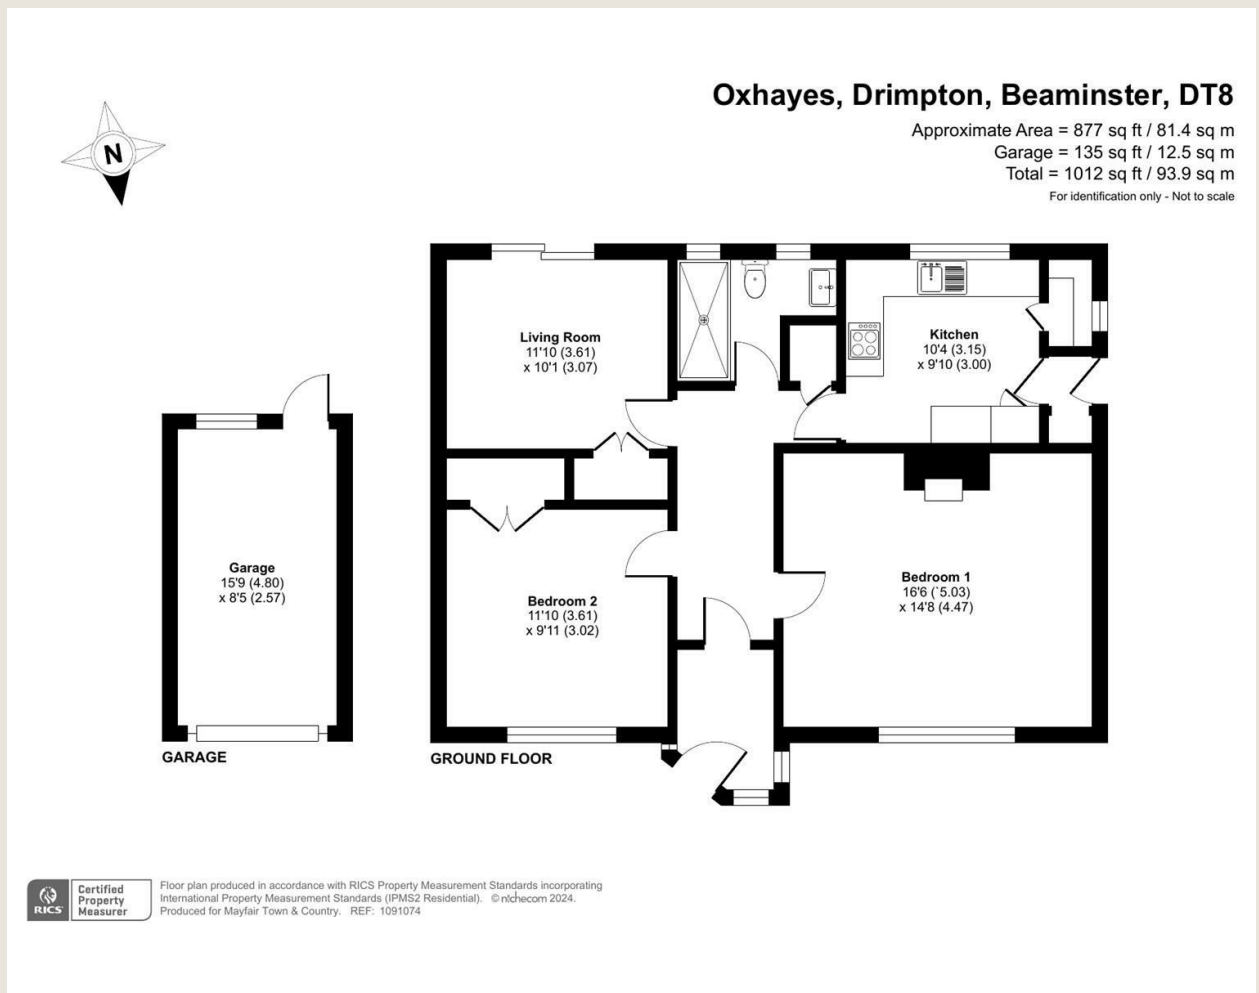 Oxhayes, Drimpton, Beaminster, DT8
Approximate Area = 877 sq ft / 81.4 sq m
Garage = 135 sq ft / 12.5 sq m
Total = 1012 sq ft / 93.9 sq m
For identification only - Not to scale
N
Living Room
11'10 (3.61)
x 10'1 (3.07)
Kitchen
10'4 (3.15)
x 9'10 (3.00)
Garage
15'9 (4.80)
x 8'5 (2.57)
Bedroom 2
11'10 (3.61)
x 9'11 (3.02)
Bedroom 1
16'6 (`5.03)
x 14'8 (4.47)
GARAGE
GROUND FLOOR
RICS
Certified
Property
Measurer
Floor plan produced in accordance with RICS Property Measurement Standards incorporating
International Property Measurement Standards (IPMS2 Residential). © nichecom 2024.
Produced for Mayfair Town & Country. REF: 1091074